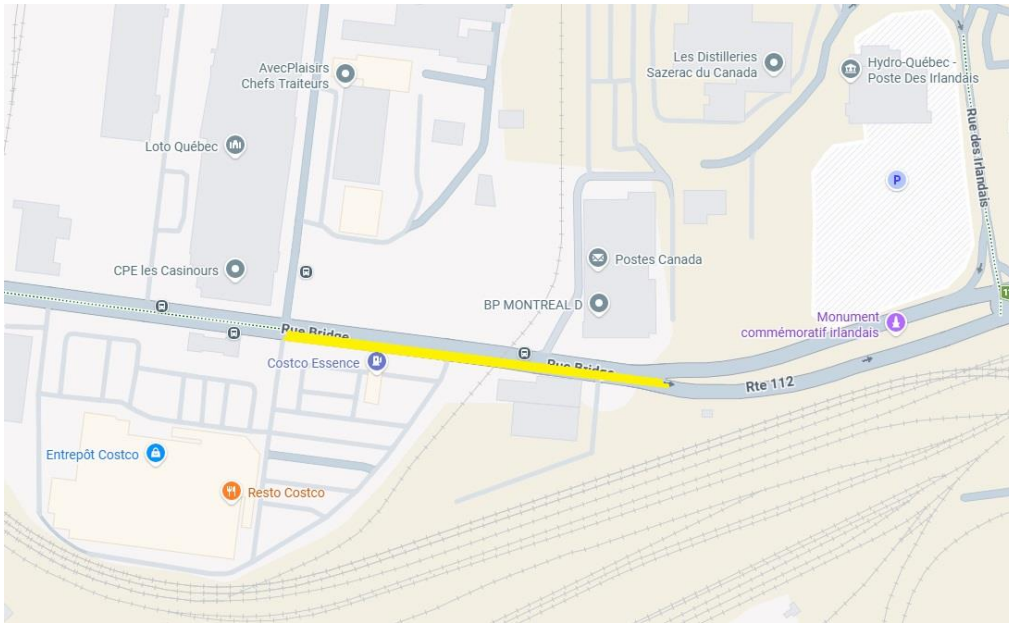 AvecPlaisirs
Chefs Traiteurs
Les Distilleries
Sazerac du Canada
Hydro-Québec -
Poste Des Irlandais
Rue des Irlandais
Loto Québec
P
CPE les Casinours
Postes Canada
BP MONTREAL D
Monument
commémoratif irlandais
Rue Bridge
Rue Bridge
Costco Essence
Rte 112
Entrepôt Costco
Resto Costco